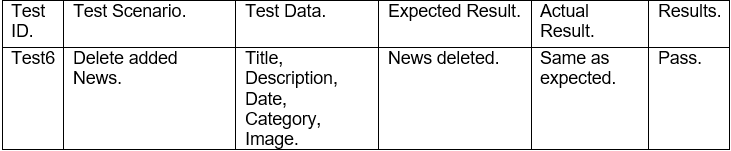 Test ID. Test Scenario. Test Data. Expected Result. Actual Result. Results.
Test6 Delete added News. Title, Description, Date, Category, Image. News deleted. Same as expected. Pass.